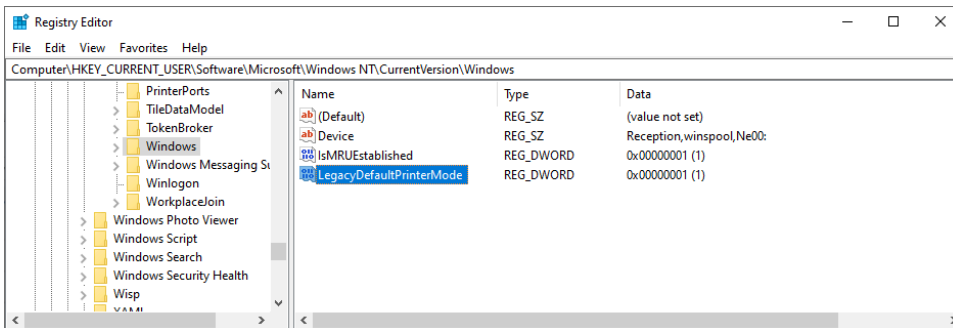 Registry Editor
File Edit View Favorites Help
Computer\HKEY_CURRENT_USER\Software\Microsoft\Windows NT\CurrentVersion\Windows
PrinterPorts
TileDataModel
TokenBroker
Windows
Windows Messaging Su
Winlogon
WorkplaceJoin
Windows Photo Viewer
Windows Script
Windows Search
Windows Security Health
Wisp
XAML
Name Type Data
(Default) REG_SZ (value not set)
Device REG_SZ Reception,winspool,Ne00:
IsMRUEstablished REG_DWORD 0x00000001 (1)
LegacyDefaultPrinterMode REG_DWORD 0x00000001 (1)